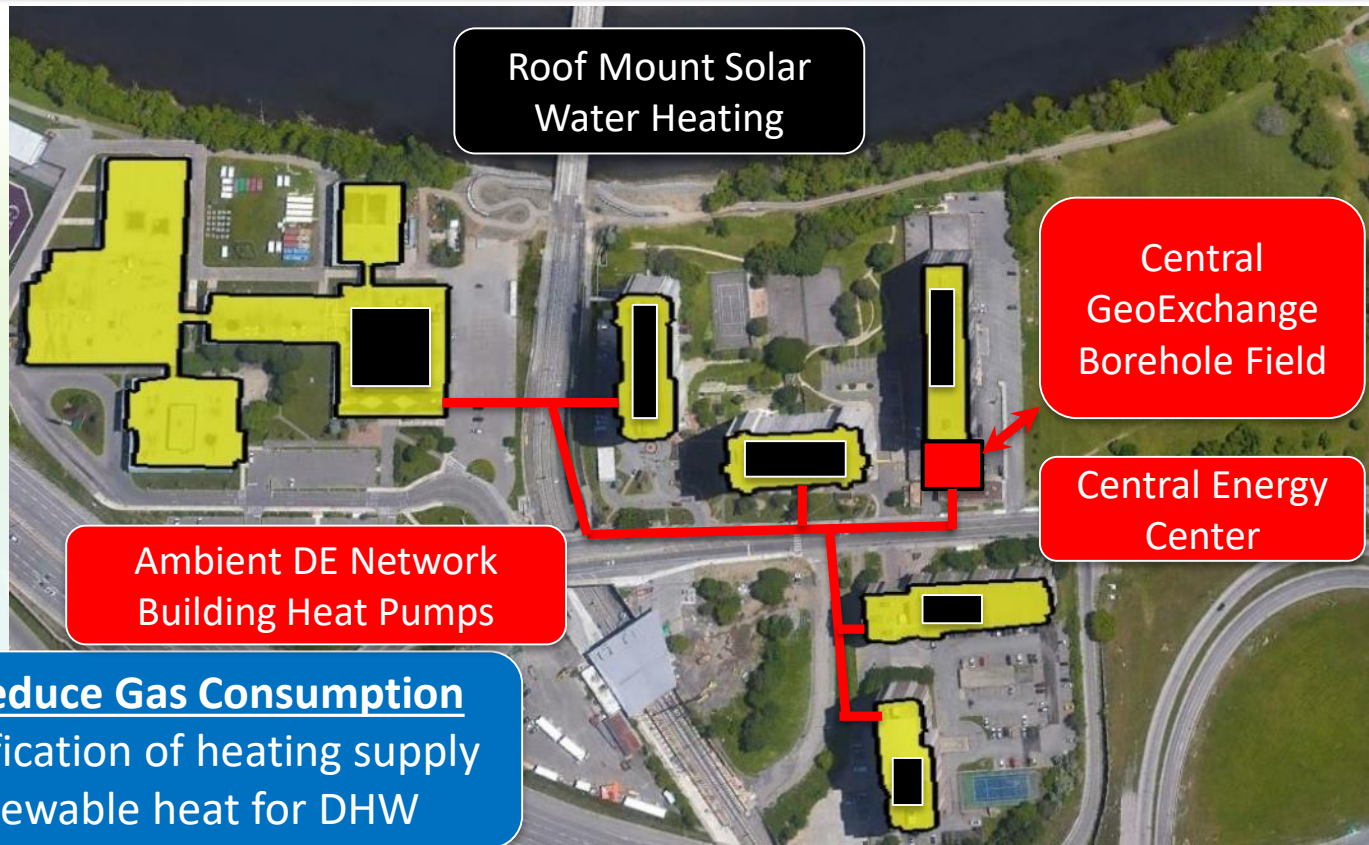 Roof Mount Solar
Water Heating
Central
GeoExchange
Borehole Field
Central Energy
Center
Ambient DE Network
Building Heat Pumps
educe Gas Consumption
fication of heating supply
ewable heat for DHW